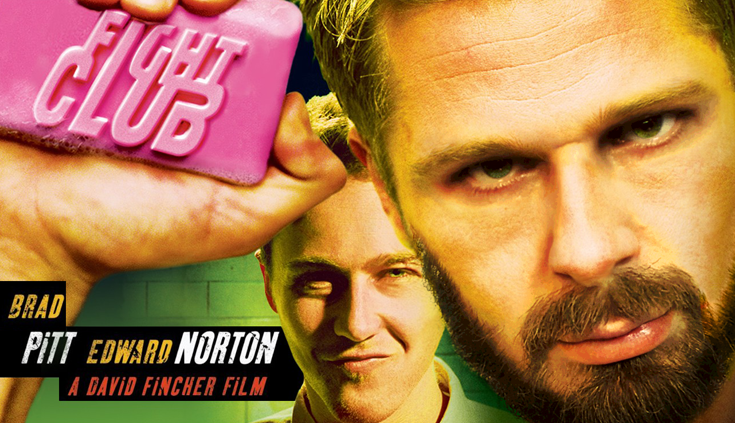 FIGHT
CLUB
BRAD
PITT EDWARD NORTON
A DAVID FINCHER FILM